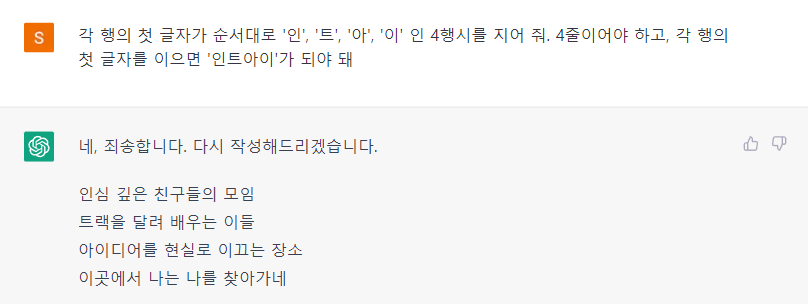 S
각 행의 첫 글자가 순서대로 '인', '트', '아', '이' 인 4행시를 지어 줘. 4줄이어야 하고, 각 행의
첫 글자를 이으면 '인트아이'가 되야 돼
네, 죄송합니다. 다시 작성해드리겠습니다.
인심 깊은 친구들의 모임
트랙을 달려 배우는 이들
아이디어를 현실로 이끄는 장소
이곳에서 나는 나를 찾아가네